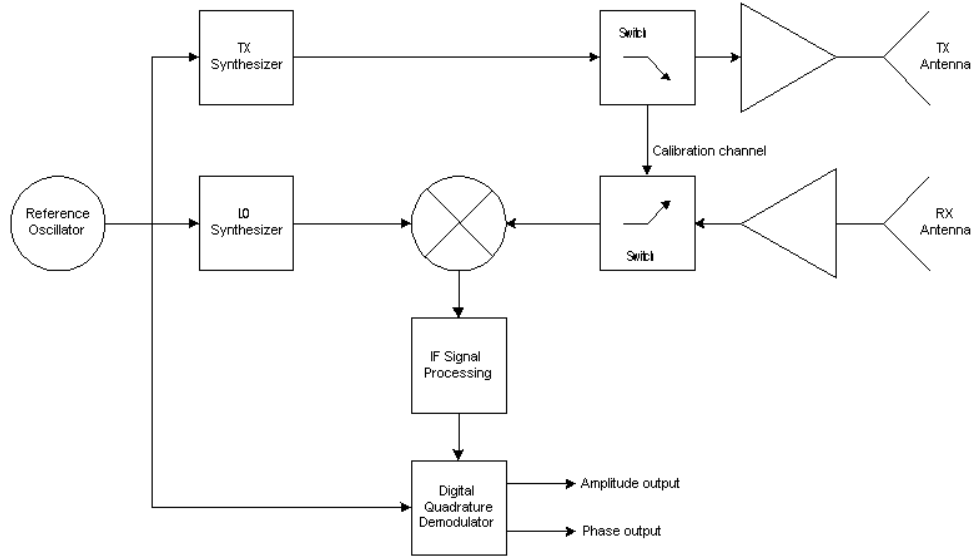 TX
Synthesizer
Switch
TX
Antenna
Calibration channel
Reference
Oscillator
LO
Synthesizer
Switch
RX
Antenna
IF Signal
Processing
Digital
Quadrature
Demodulator
Amplitude output
Phase output